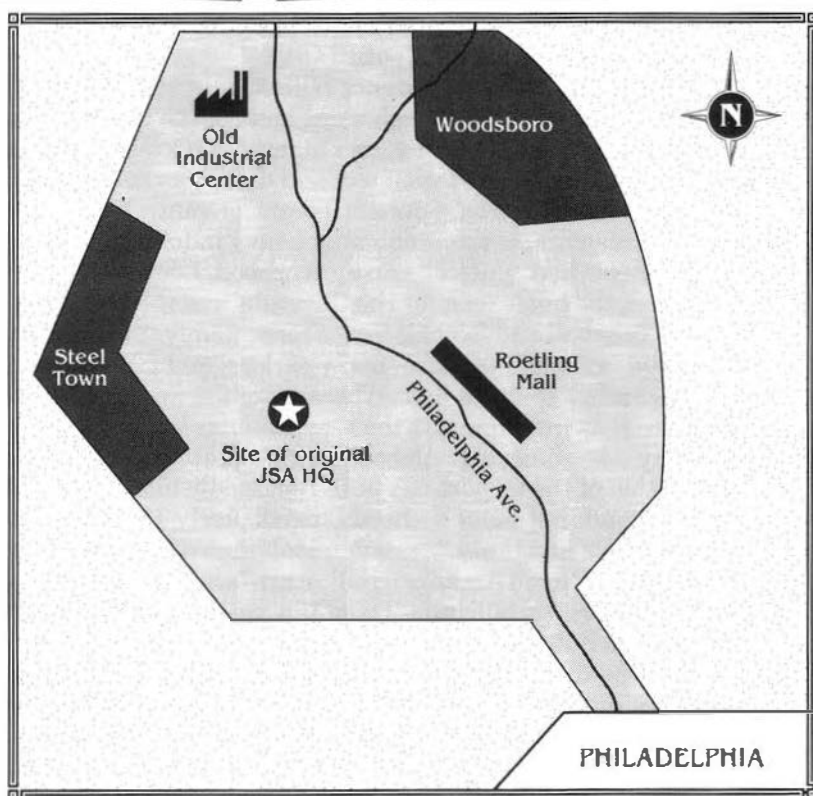 Old
Industrial
Center
Woodsboro
N
Steel
Town
Roetling
Mall
Philadelphia Ave.
Site of original
JSA HQ
PHILADELPHIA